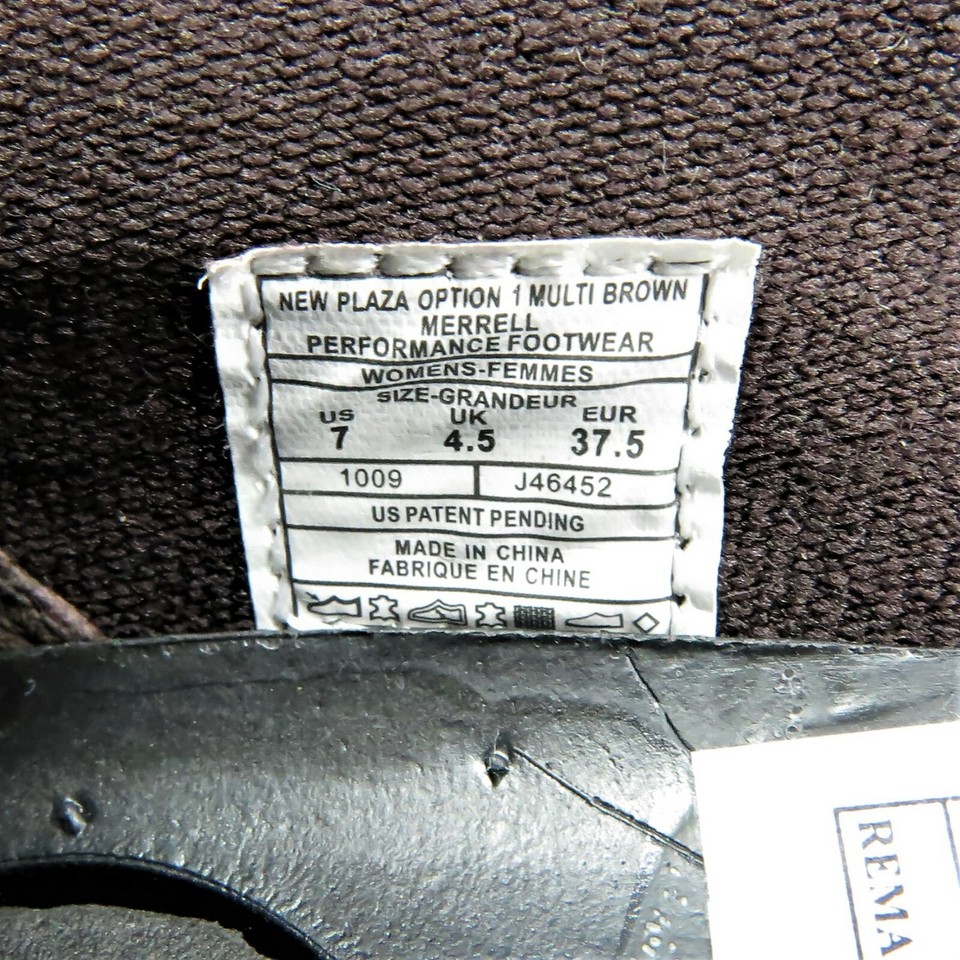 NEW PLAZA OPTION 1 MULTI BROWN
MERRELL
PERFORMANCE FOOTWEAR
WOMENS-FEMMES
SIZE-GRANDEUR
US UK EUR
7 4.5 37.5
1009 J46452
US PATENT PENDING
MADE IN CHINA
FABRIQUE EN CHINE
REMA